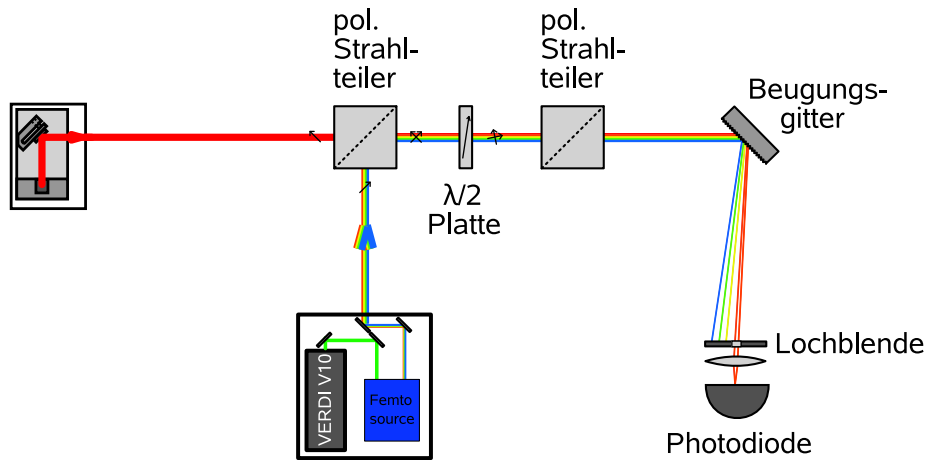 pol.
Strahl-
teiler
pol.
Strahl-
teiler
Beugungs-
gitter
λ/2
Platte
VERDI V10
Femto
source
Lochblende
Photodiode